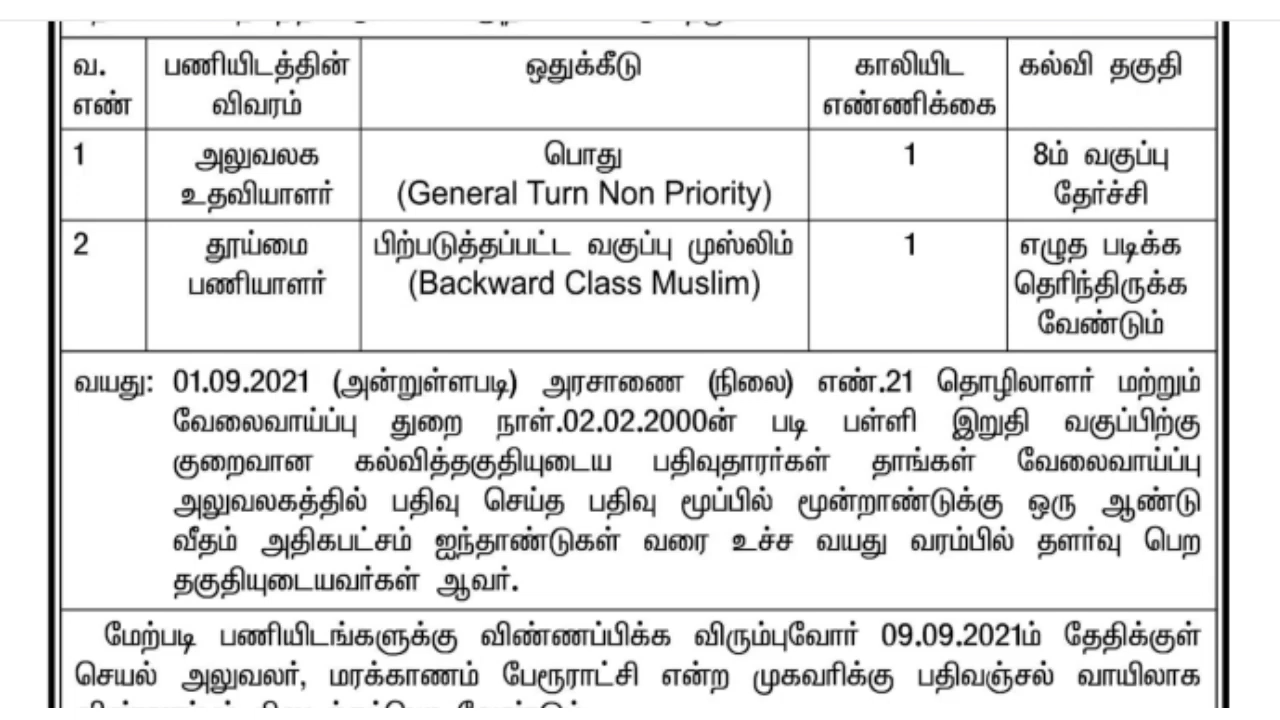 வ. எண்
பணியிடத்தின் விவரம்
ஒதுக்கீடு
காலியிட எண்ணிக்கை
கல்வி தகுதி
1
அலுவலக உதவியாளர்
பொது
(General Turn Non Priority)
1
8ம் வகுப்பு தேர்ச்சி
2
தூய்மை பணியாளர்
பிற்படுத்தப்பட்ட வகுப்பு முஸ்லிம்
(Backward Class Muslim)
1
எழுத படிக்க தெரிந்திருக்க வேண்டும்
வயது: 01.09.2021 (அன்றுள்ளபடி) அரசாணை (நிலை) எண்.21 தொழிலாளர் மற்றும்
வேலைவாய்ப்பு துறை நாள்.02.02.2000ன் படி பள்ளி இறுதி வகுப்பிற்கு
குறைவான கல்வித்தகுதியுடைய பதிவுதாரர்கள் தாங்கள் வேலைவாய்ப்பு
அலுவலகத்தில் பதிவு செய்த பதிவு மூப்பில் மூன்றாண்டுக்கு ஒரு ஆண்டு
வீதம் அதிகபட்சம் ஐந்தாண்டுகள் வரை உச்ச வயது வரம்பில் தளர்வு பெற
தகுதியுடையவர்கள் ஆவர்.
மேற்படி பணியிடங்களுக்கு விண்ணப்பிக்க விரும்புவோர் 09.09.2021ம் தேதிக்குள்
செயல் அலுவலர், மரக்காணம் பேரூராட்சி என்ற முகவரிக்கு பதிவஞ்சல் வாயிலாக